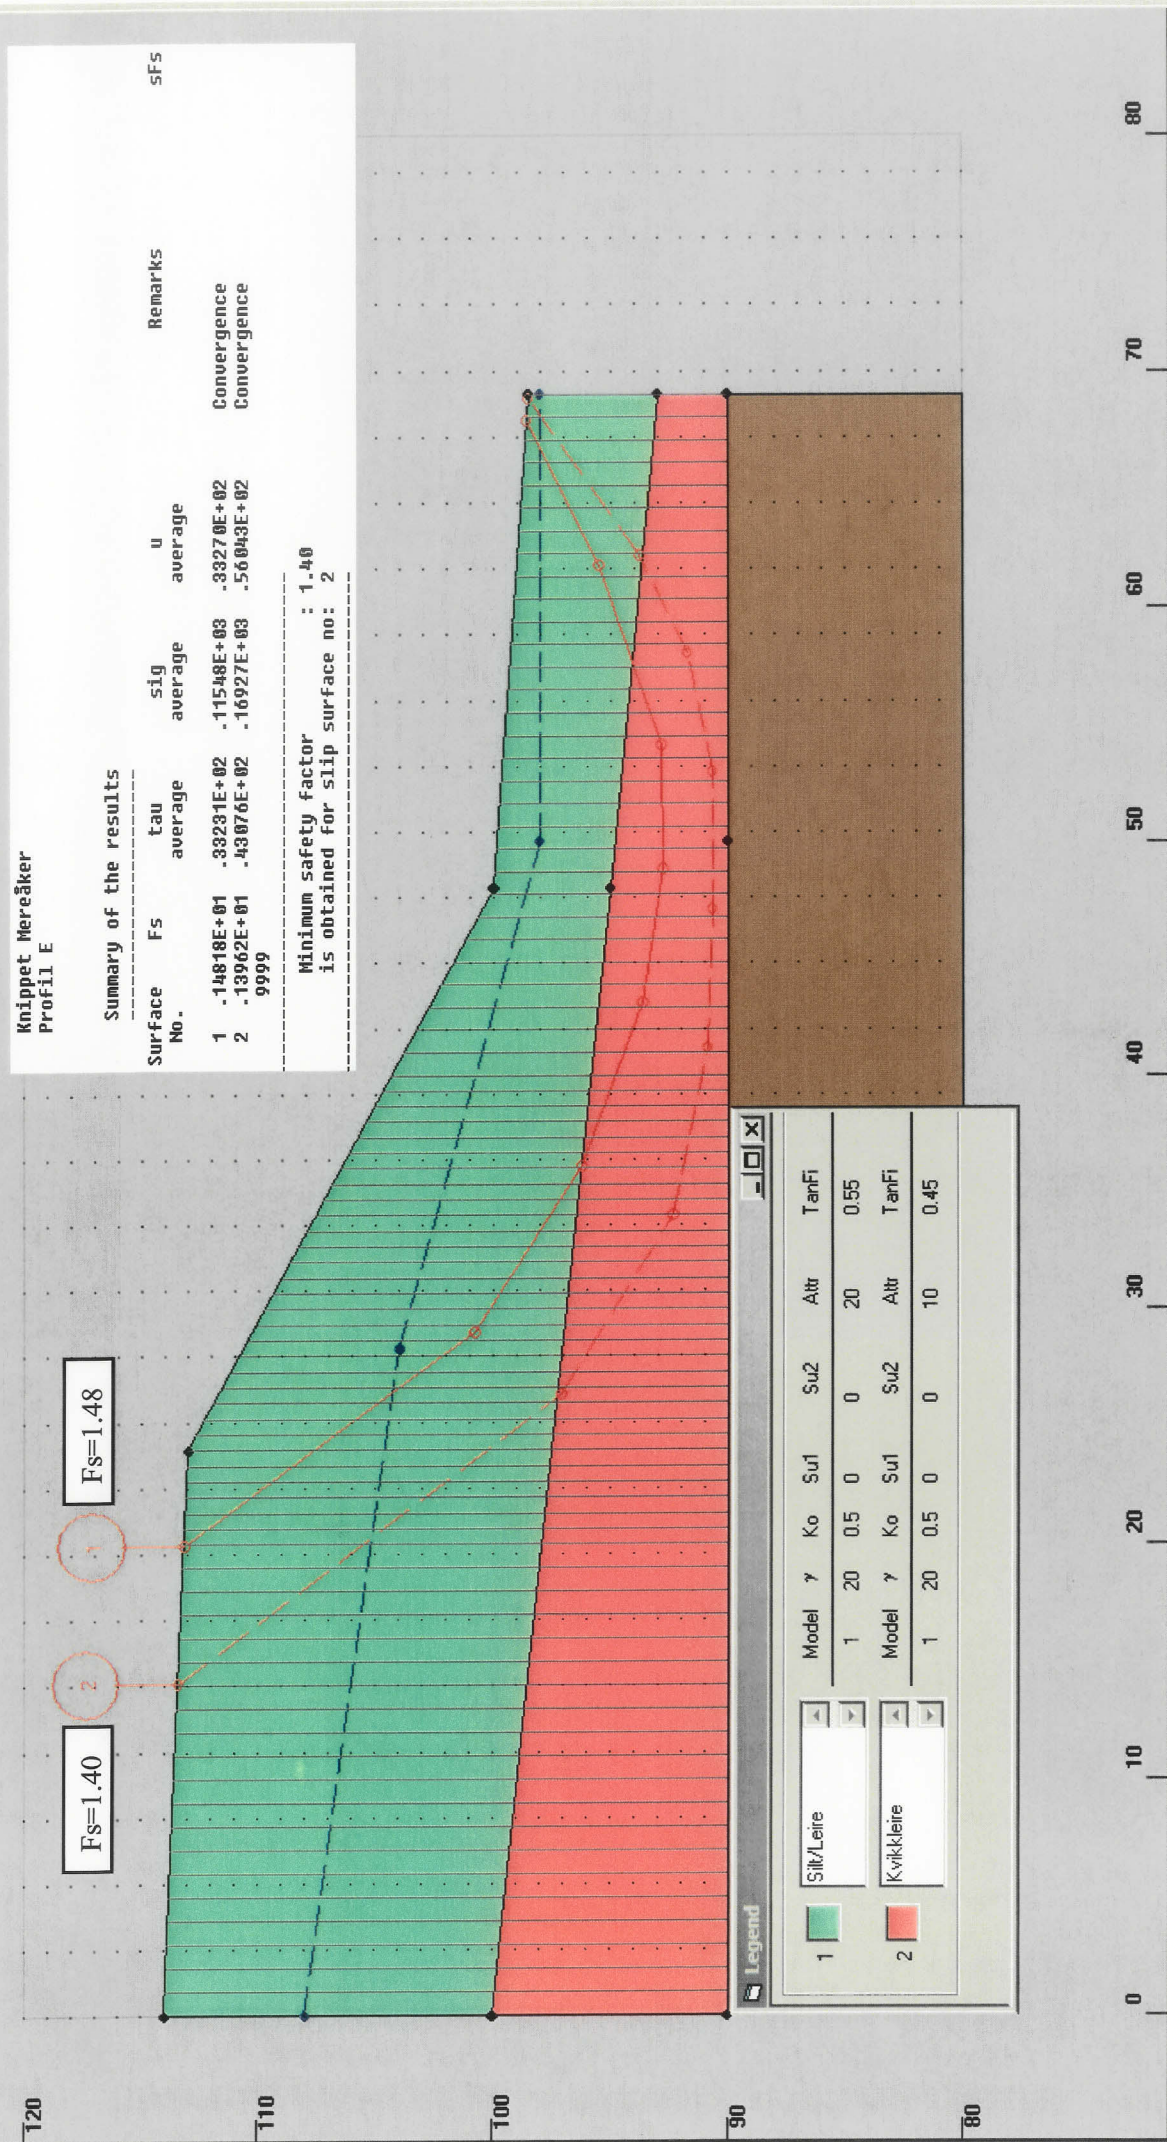 Knippet Mereåker
Profil E
Summary of the results
Surface Fs tau sig u Remarks sFs
No. average average average
1 .14818E+01 .33231E+02 .11548E+03 .33270E+02 Convergence
2 .13962E+01 .43076E+02 .16927E+03 .56043E+02 Convergence
9999
Minimum safety factor : 1.40
is obtained for slip surface no: 2
Fs=1.40
Fs=1.48
2
1
120
110
100
90
80
Legend
Model γ Ko Su1 Su2 Attr TanFi
1 Silt/Leire 1 20 0.5 0 0 20 0.55
Model γ Ko Su1 Su2 Attr TanFi
2 Kvikkleire 1 20 0.5 0 0 10 0.45
0 10 20 30 40 50 60 70 80